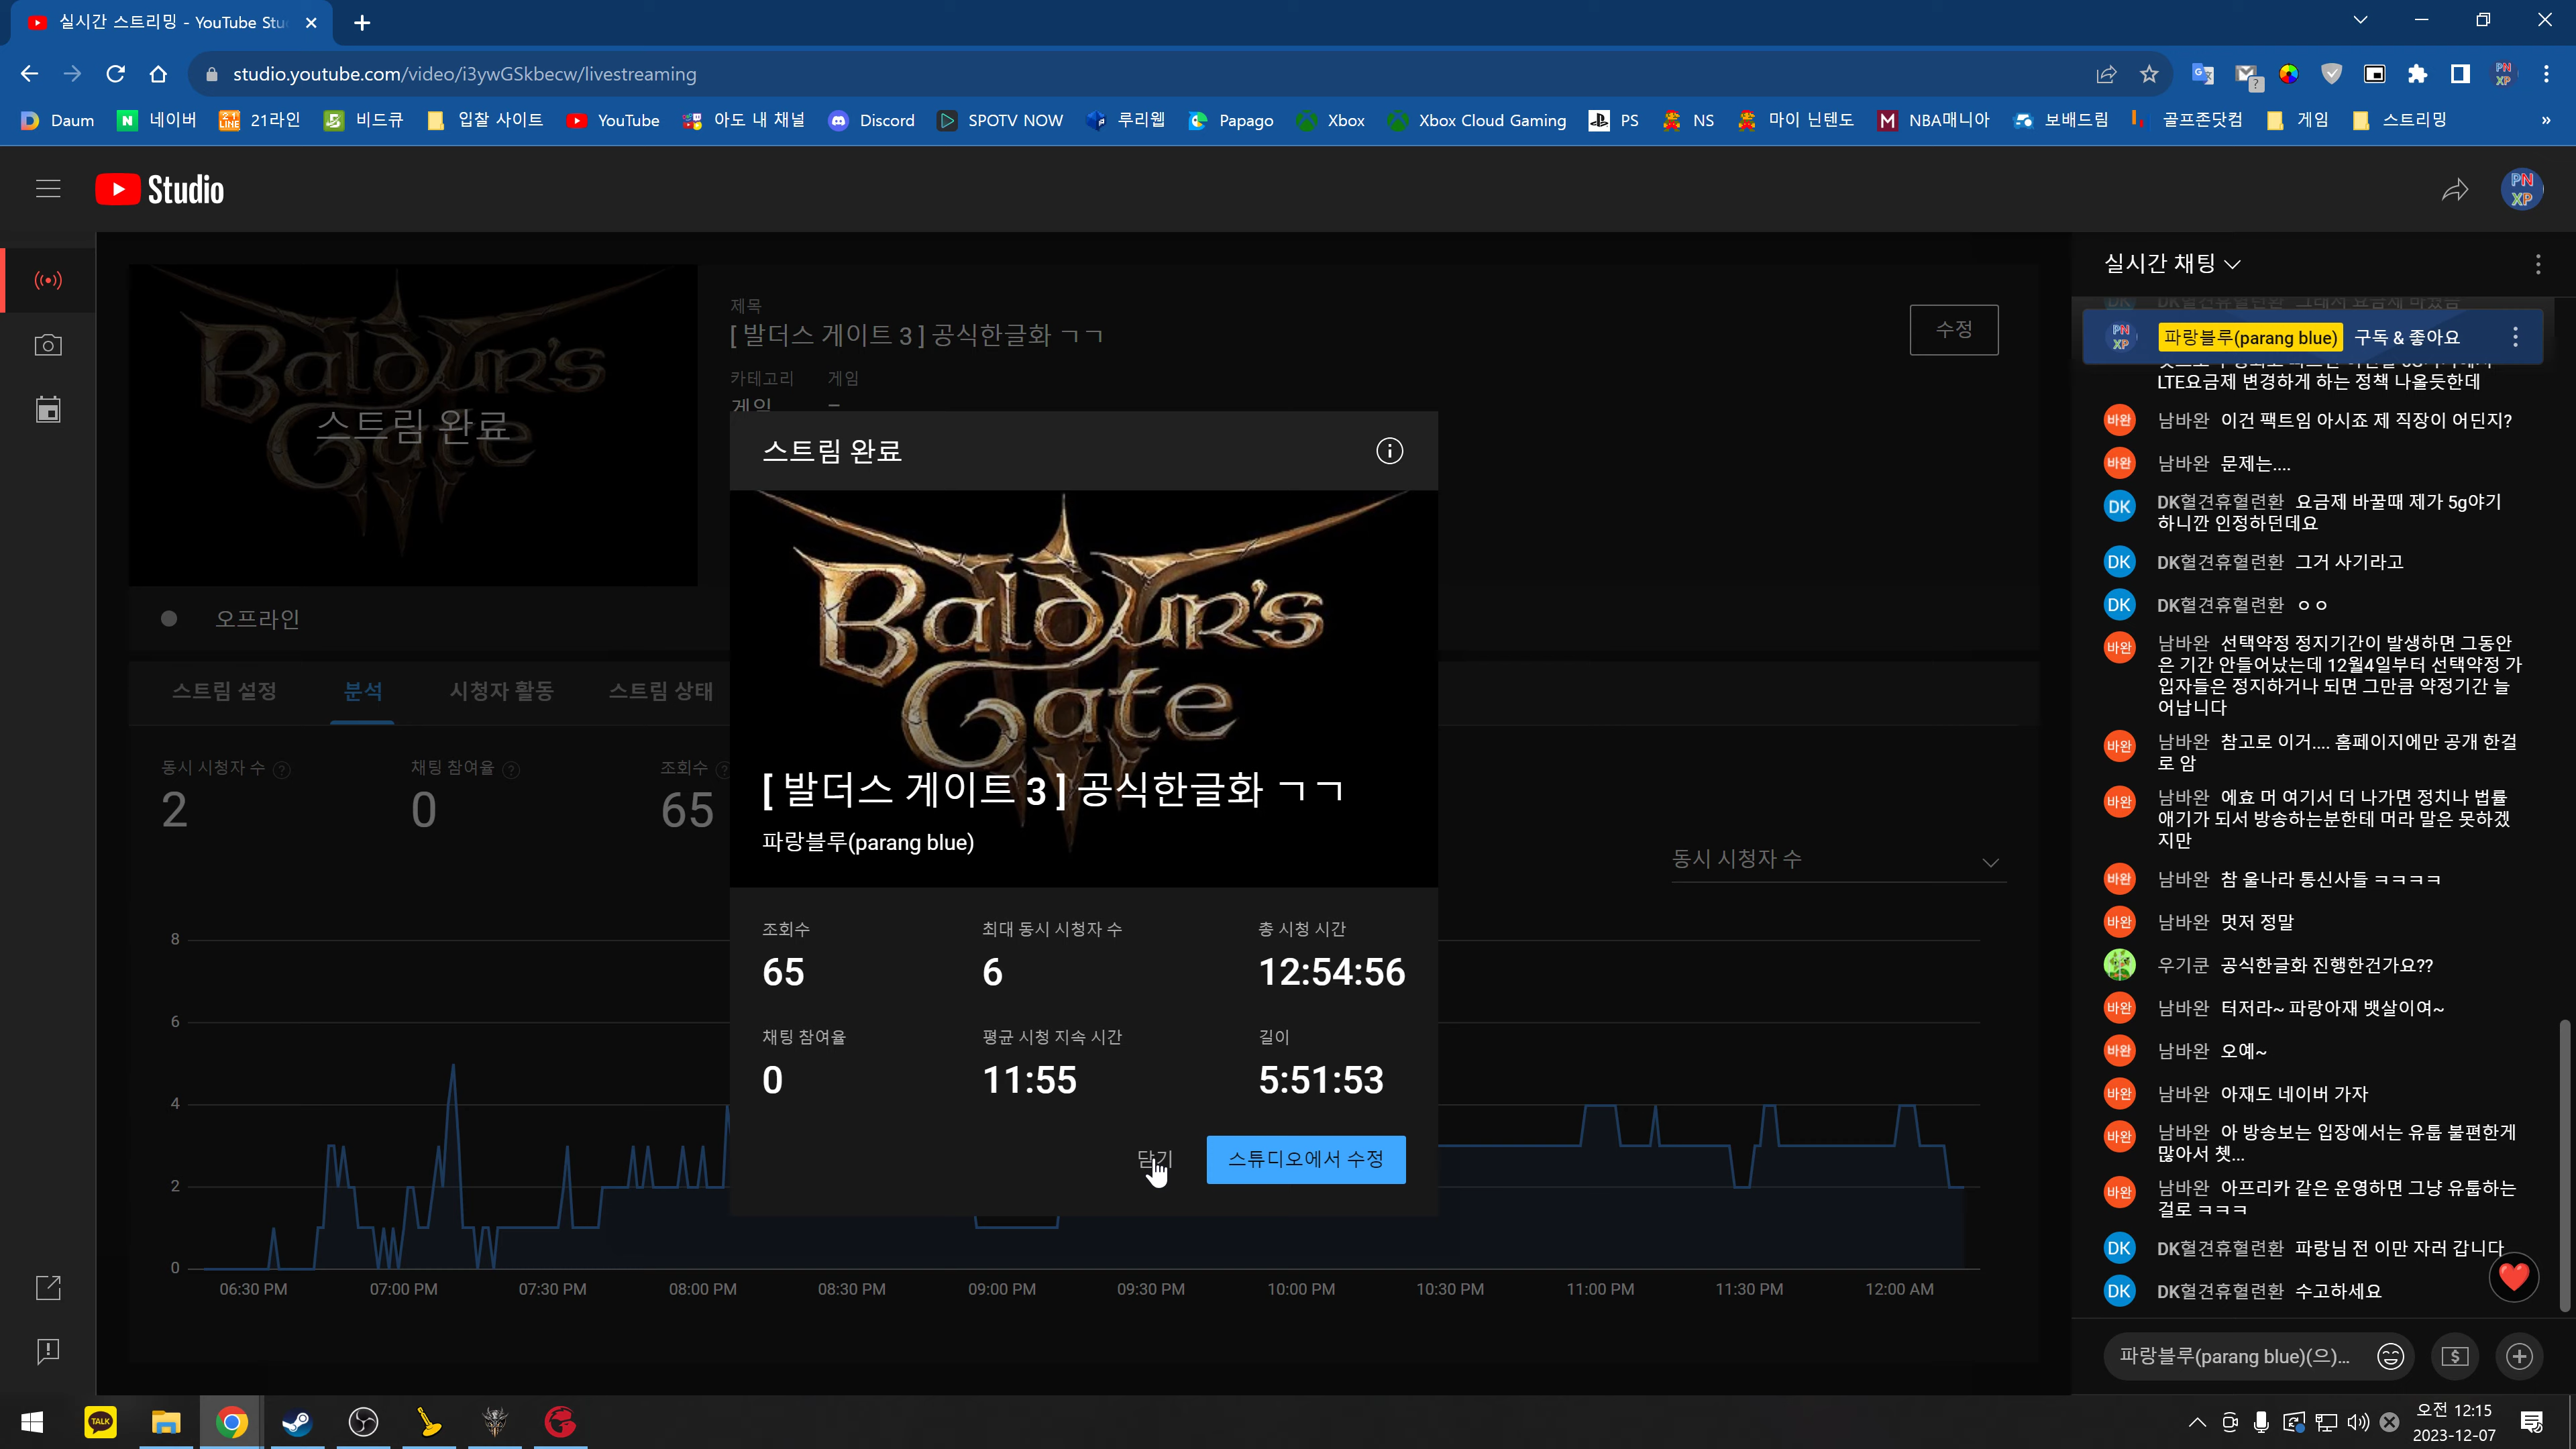 실시간 스트리밍 - YouTube Stu
studio.youtube.com/video/i3ywGSkbecw/livestreaming
Daum 네이버 21라인 비드큐 입찰 사이트 YouTube 아도 내 채널 Discord SPOTV NOW 루리웹 Papago Xbox Xbox Cloud Gaming PS NS 마이 닌텐도 NBA매니아 보배드림 골프존닷컴 게임 스트리밍 »
Studio
PN
XP
제목
[ 발더스 게이트 3 ] 공식한글화 ㄱㄱ
수정
카테고리 게임
게임 –
Baldur's
Gate
스트림 완료
오프라인
스트림 설정 분석 시청자 활동 스트림 상태
동시 시청자 수 채팅 참여율 조회수
2 0 65
동시 시청자 수
8
6
4
2
0
06:30 PM 07:00 PM 07:30 PM 08:00 PM 08:30 PM 09:00 PM 09:30 PM 10:00 PM 10:30 PM 11:00 PM 11:30 PM 12:00 AM
스트림 완료
Baldur's
Gate
[ 발더스 게이트 3 ] 공식한글화 ㄱㄱ
파랑블루(parang blue)
조회수 최대 동시 시청자 수 총 시청 시간
65 6 12:54:56
채팅 참여율 평균 시청 지속 시간 길이
0 11:55 5:51:53
닫기 스튜디오에서 수정
실시간 채팅
파랑블루(parang blue) 구독 & 좋아요
LTE요금제 변경하게 하는 정책 나올듯한데
남바완 이건 팩트임 아시죠 제 직장이 어딘지?
남바완 문제는....
DK혈견휴혈련환 요금제 바꿀때 제가 5g야기
하니깐 인정하던데요
DK혈견휴혈련환 그거 사기라고
DK혈견휴혈련환 ㅇㅇ
남바완 선택약정 정지기간이 발생하면 그동안
은 기간 안들어났는데 12월4일부터 선택약정 가
입자들은 정지하거나 되면 그만큼 약정기간 늘
어납니다
남바완 참고로 이거.... 홈페이지에만 공개 한걸
로 암
남바완 에효 머 여기서 더 나가면 정치나 법률
얘기가 되서 방송하는분한테 머라 말은 못하겠
지만
남바완 참 울나라 통신사들 ㅋㅋㅋㅋ
남바완 멋저 정말
우기쿤 공식한글화 진행한건가요??
남바완 터저라~ 파랑아재 뱃살이여~
남바완 오예~
남바완 아재도 네이버 가자
남바완 아 방송보는 입장에서는 유튭 불편한게
많아서 쳇...
남바완 아프리카 같은 운영하면 그냥 유튭하는
걸로 ㅋㅋㅋ
DK혈견휴혈련환 파랑님 전 이만 자러 갑니다
DK혈견휴혈련환 수고하세요
파랑블루(parang blue)(으)...
TALK
오전 12:15
2023-12-07